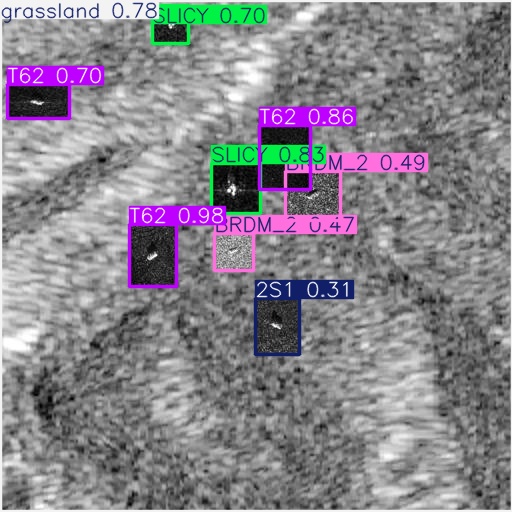 grassland 0.78
SLICY 0.70
T62 0.70
T62 0.86
SLICY 0.83
BRDM_2 0.49
T62 0.98
BRDM_2 0.47
2S1 0.31